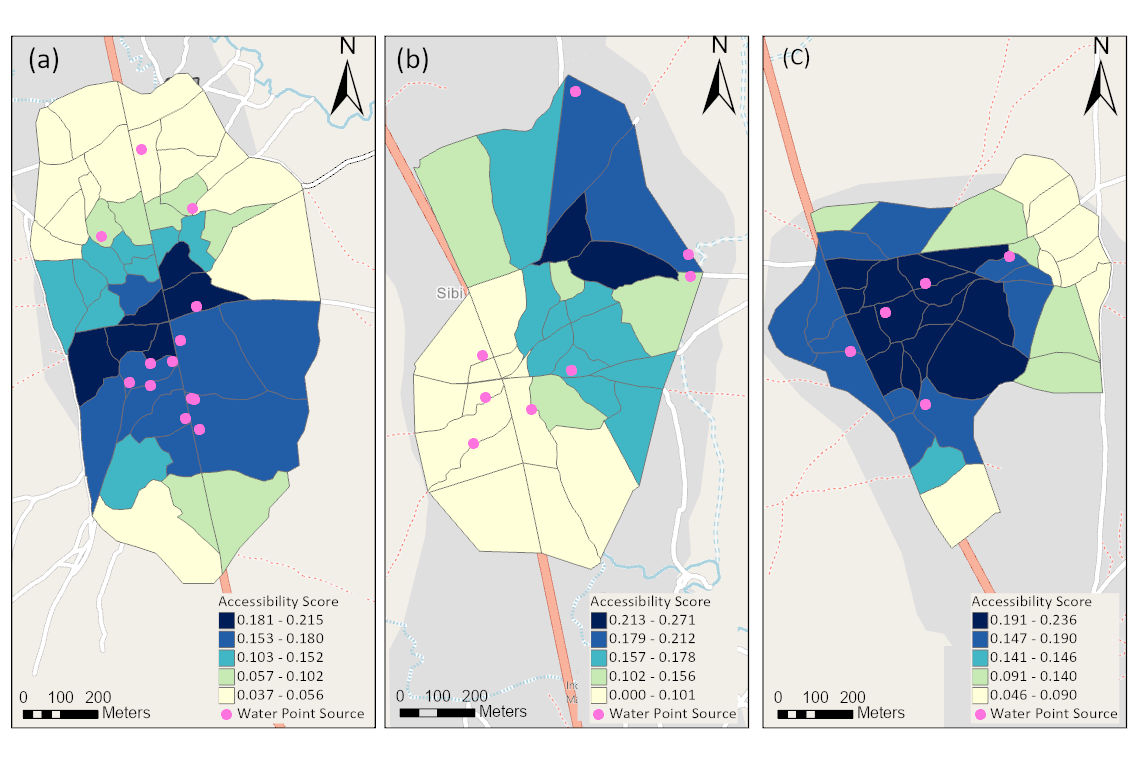 (a)
N
Accessibility Score
0.181 - 0.215
0.153 - 0.180
0.103 - 0.152
0.057 - 0.102
0.037 - 0.056
Water Point Source
0 100 200
Meters
(b)
N
Sibi
Accessibility Score
0.213 - 0.271
0.179 - 0.212
0.157 - 0.178
0.102 - 0.156
0.000 - 0.101
Water Point Source
0 100 200
Meters
(C)
N
Accessibility Score
0.191 - 0.236
0.147 - 0.190
0.141 - 0.146
0.091 - 0.140
0.046 - 0.090
Water Point Source
0 100 200
Meters